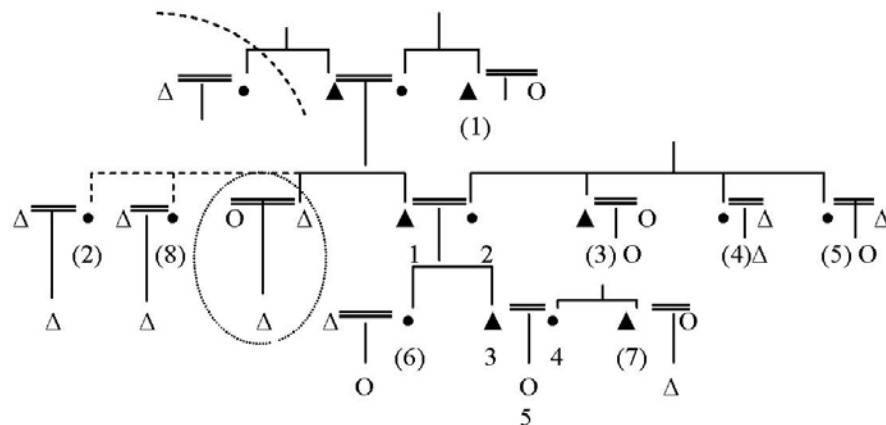 Δ O
(1)
Δ Δ O Δ O Δ Δ
(2) (8) 1 2 (3) O (4)Δ (5) O
Δ Δ Δ Δ O
(6) 3 4 (7)
O O Δ
5